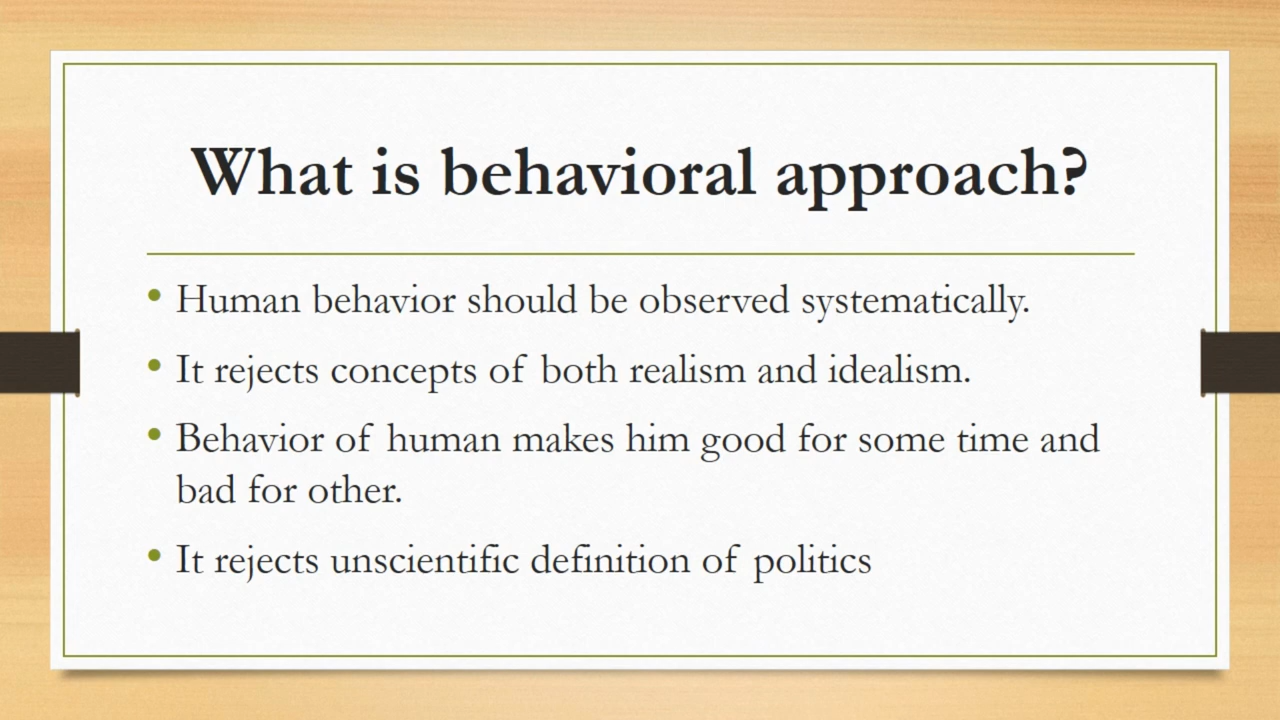 What is behavioral approach?
• Human behavior should be observed systematically.
• It rejects concepts of both realism and idealism.
• Behavior of human makes him good for some time and
bad for other.
• It rejects unscientific definition of politics